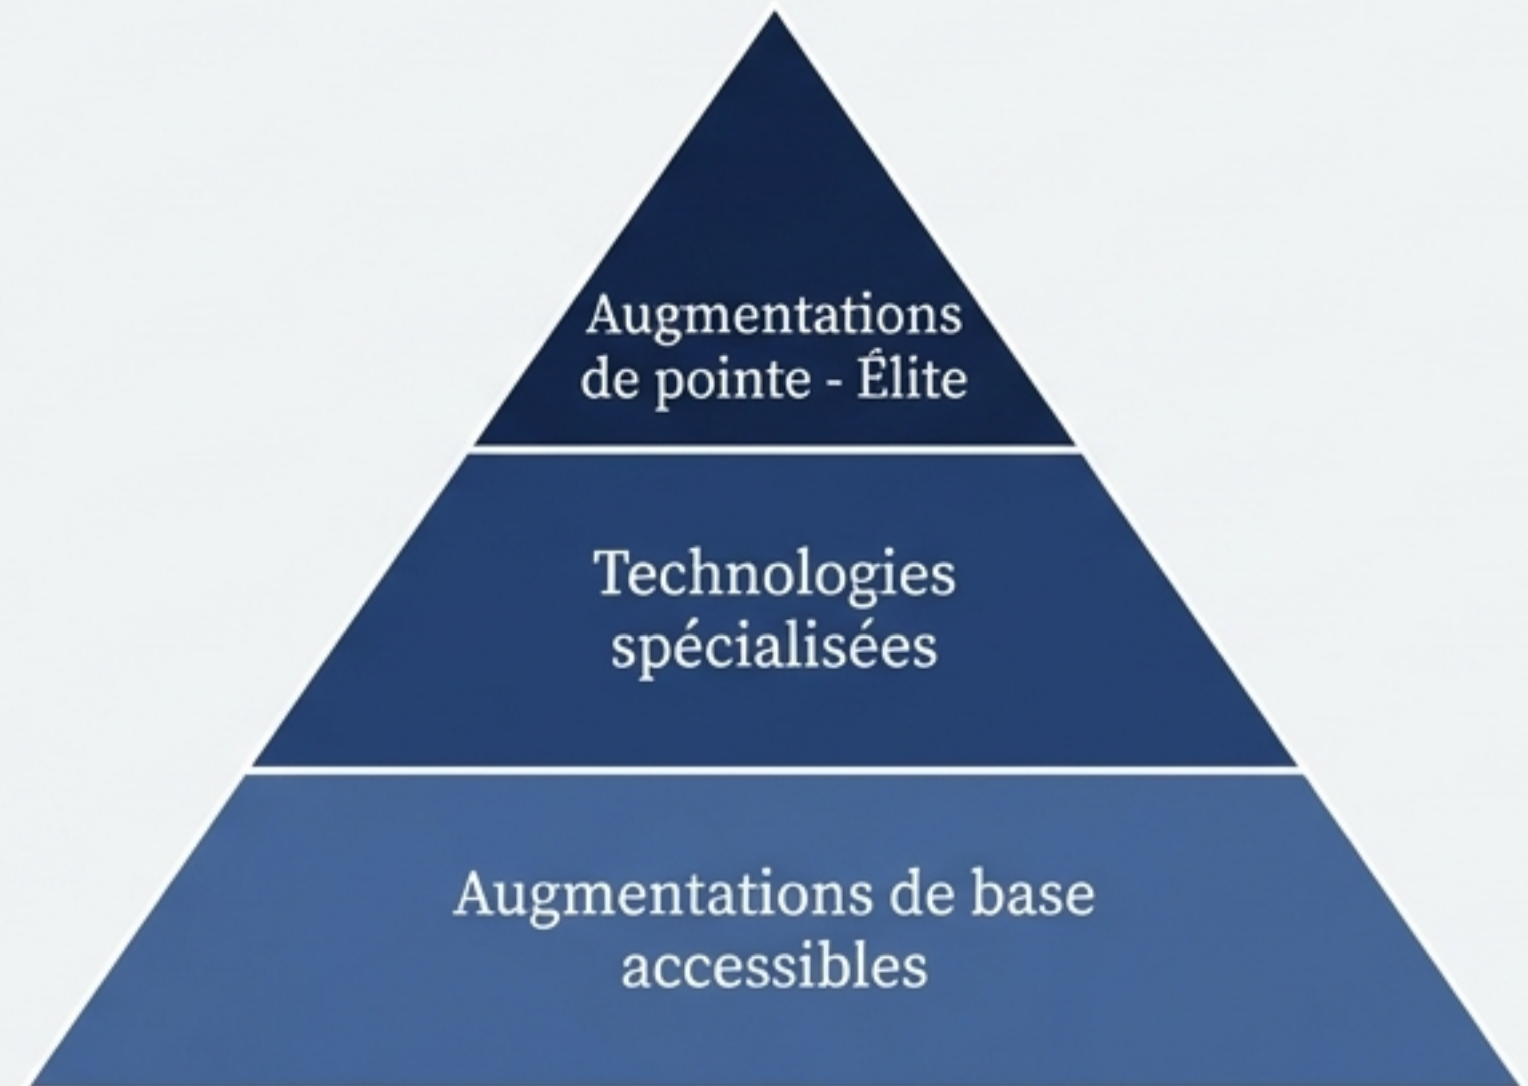 Augmentations
de pointe - Élite
Technologies
spécialisées
Augmentations de base
accessibles